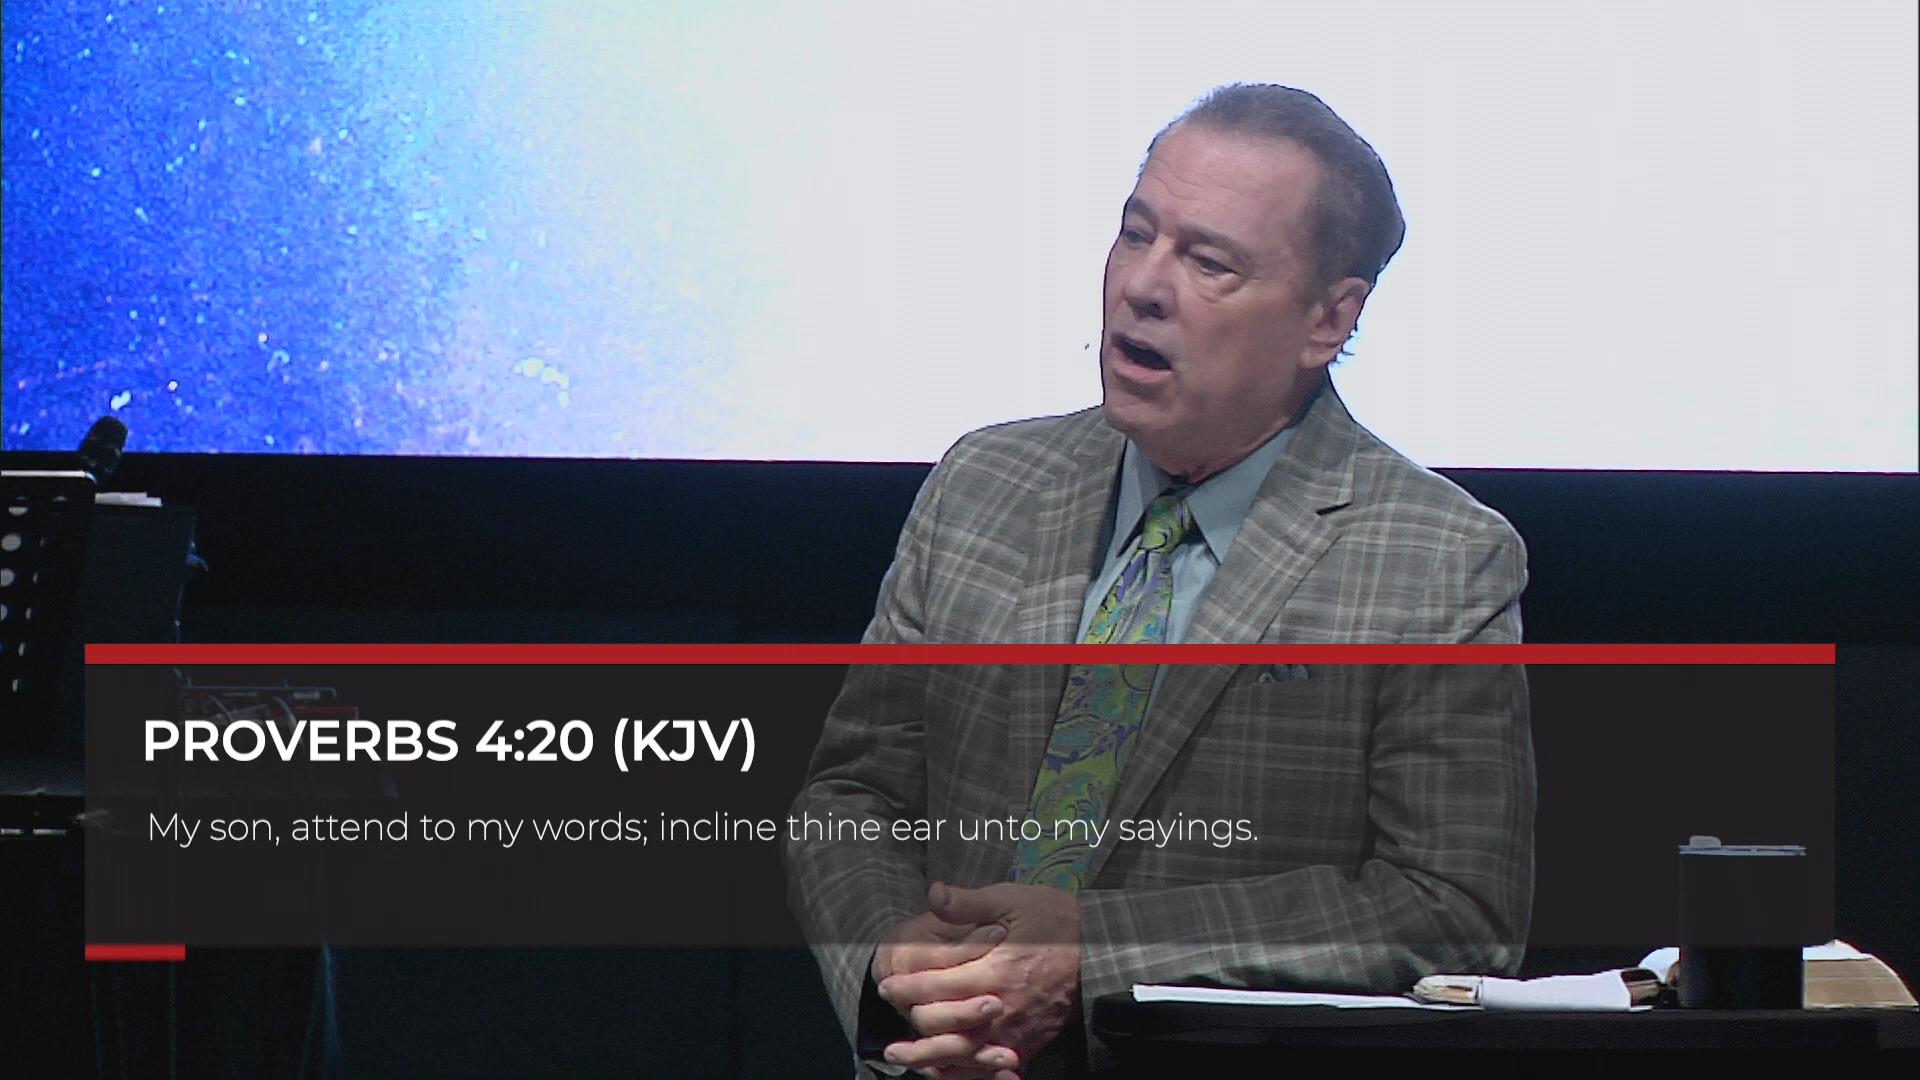 PROVERBS 4:20 (KJV)
My son, attend to my words; incline thine ear unto my sayings.